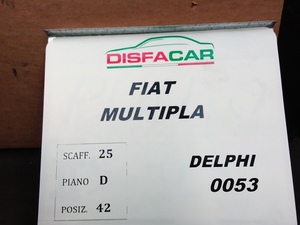 DISFACAR
FIAT
MULTIPLA
SCAFF. 25
PIANO D
POSIZ. 42
DELPHI
0053